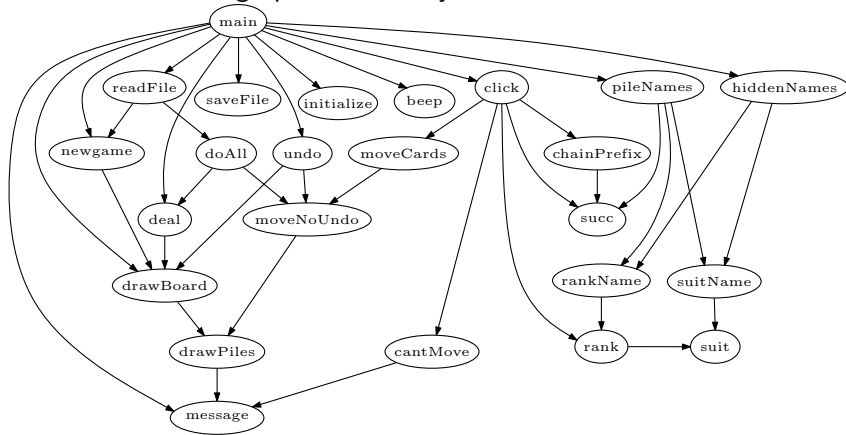 main
readFile
saveFile
initialize
beep
click
pileNames
hiddenNames
newgame
doAll
undo
moveCards
chainPrefix
deal
moveNoUndo
succ
drawBoard
rankName
suitName
drawPiles
cantMove
rank
suit
message